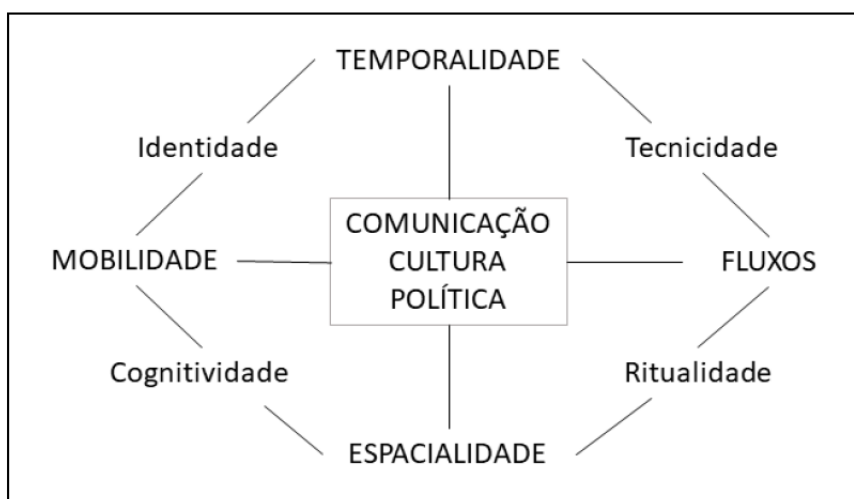 TEMPORALIDADE
Identidade
Tecnicidade
COMUNICAÇÃO
CULTURA
POLÍTICA
MOBILIDADE
FLUXOS
Cognitividade
Ritualidade
ESPACIALIDADE